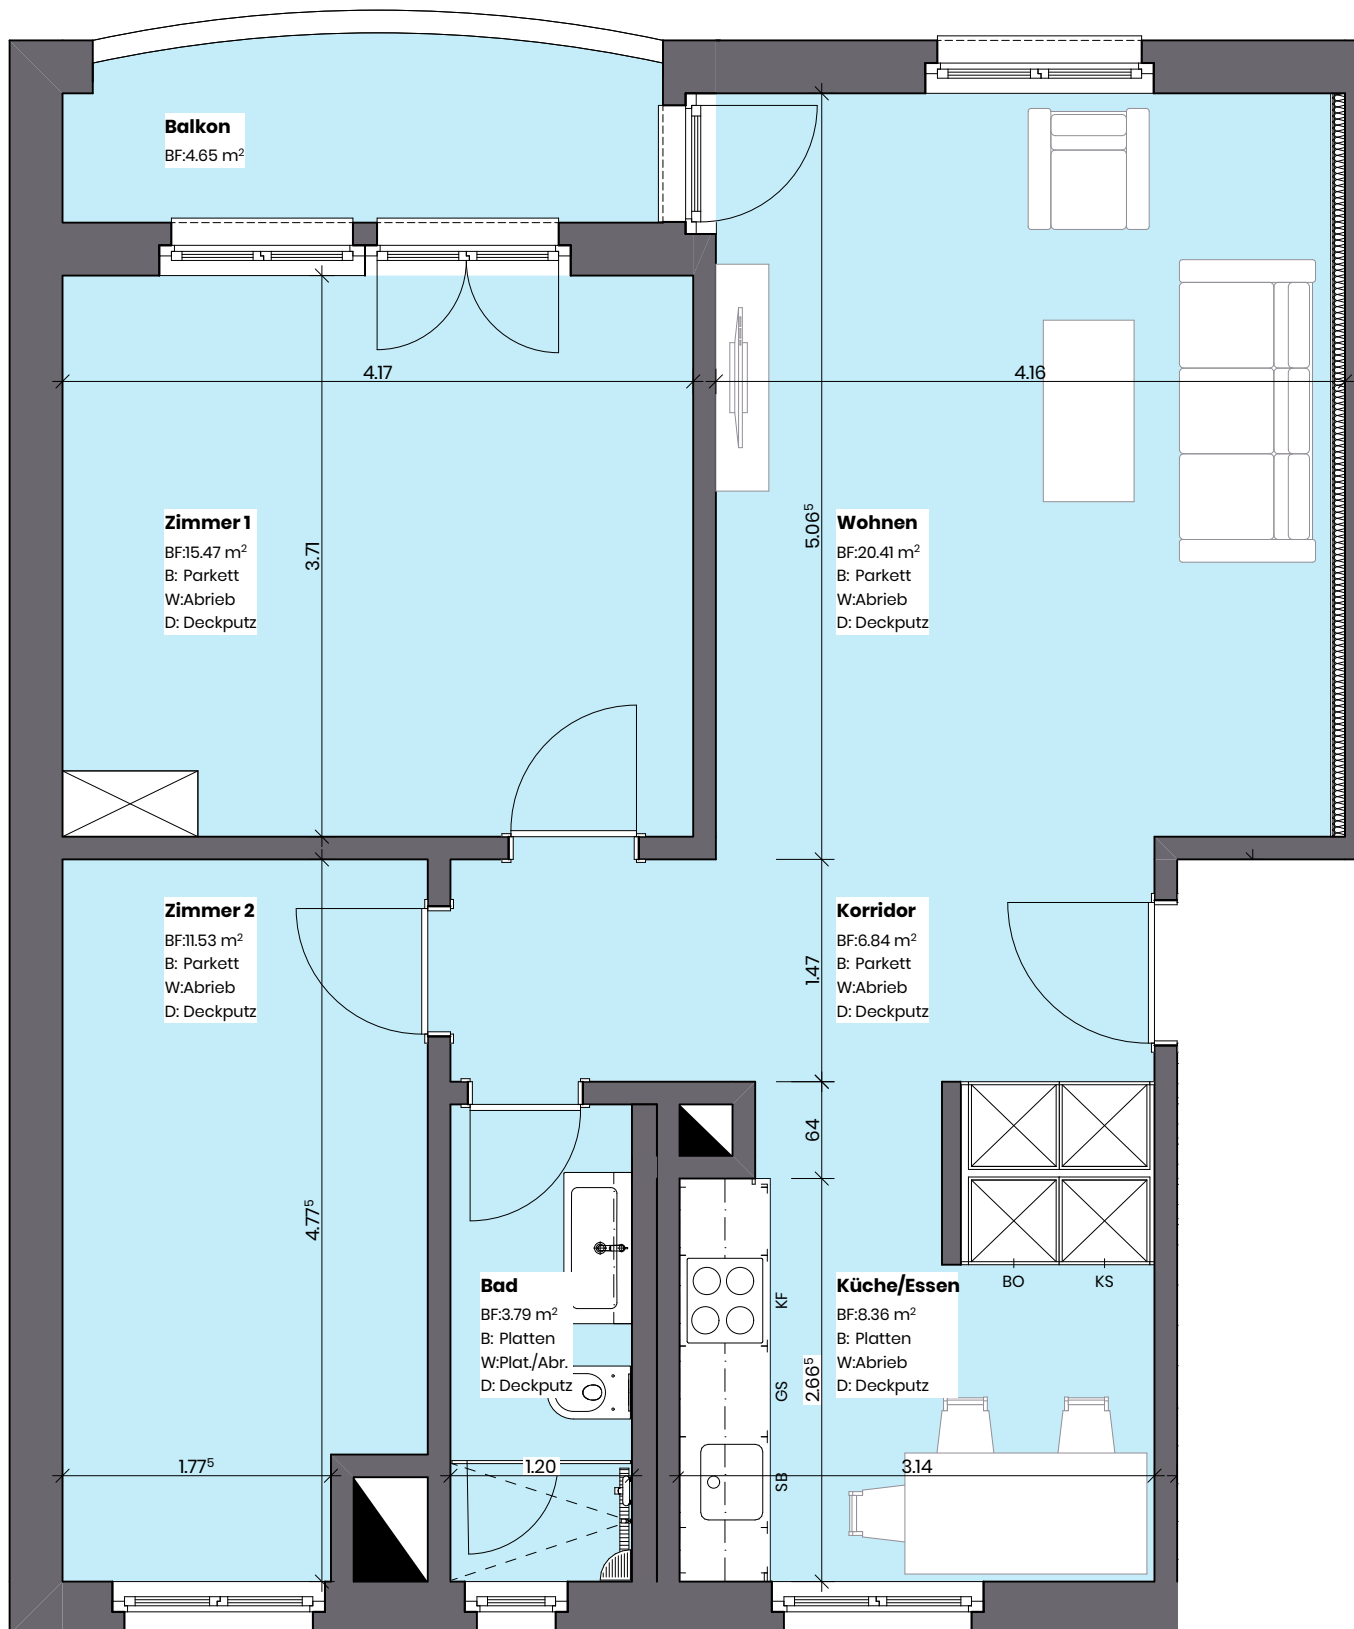 Balkon
BF:4.65 m²
4.17
4.16
Zimmer 1
BF:15.47 m²
B: Parkett
W:Abrieb
D: Deckputz
3.71
5.06⁵
Wohnen
BF:20.41 m²
B: Parkett
W:Abrieb
D: Deckputz
Zimmer 2
BF:11.53 m²
B: Parkett
W:Abrieb
D: Deckputz
Korridor
BF:6.84 m²
B: Parkett
W:Abrieb
D: Deckputz
1.47
64
4.77⁵
Bad
BF:3.79 m²
B: Platten
W:Plat./Abr.
D: Deckputz
KF
GS
SB
2.66⁵
BO
KS
Küche/Essen
BF:8.36 m²
B: Platten
W:Abrieb
D: Deckputz
1.77⁵
1.20
3.14